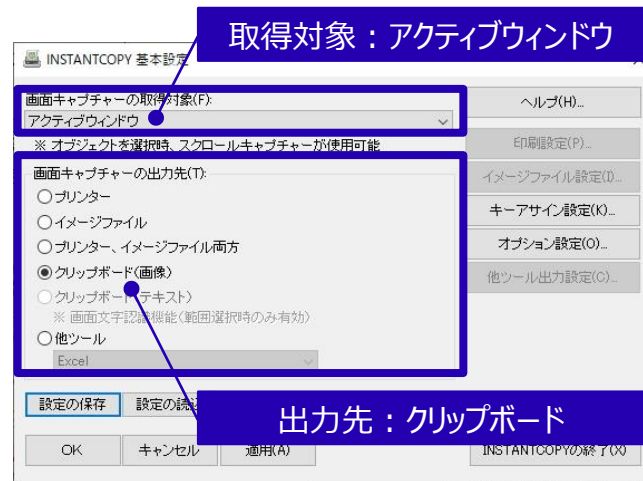 取得対象：アクティブウィンドウ
INSTANTCOPY 基本設定
画面キャプチャーの取得対象(F):
アクティブウィンドウ
※ オブジェクトを選択時、スクロールキャプチャーが使用可能
画面キャプチャーの出力先(T):
プリンター
イメージファイル
プリンター、イメージファイル両方
クリップボード(画像)
クリップボード(テキスト)
※ 画面文字認識機能(範囲選択時のみ有効)
他ツール
Excel
ヘルプ(H)...
印刷設定(P)...
イメージファイル設定(I)...
キーアサイン設定(K)...
オプション設定(O)...
他ツール出力設定(C)...
設定の保存
設定の読
出力先：クリップボード
OK
キャンセル
適用(A)
INSTANTCOPYの終了(X)